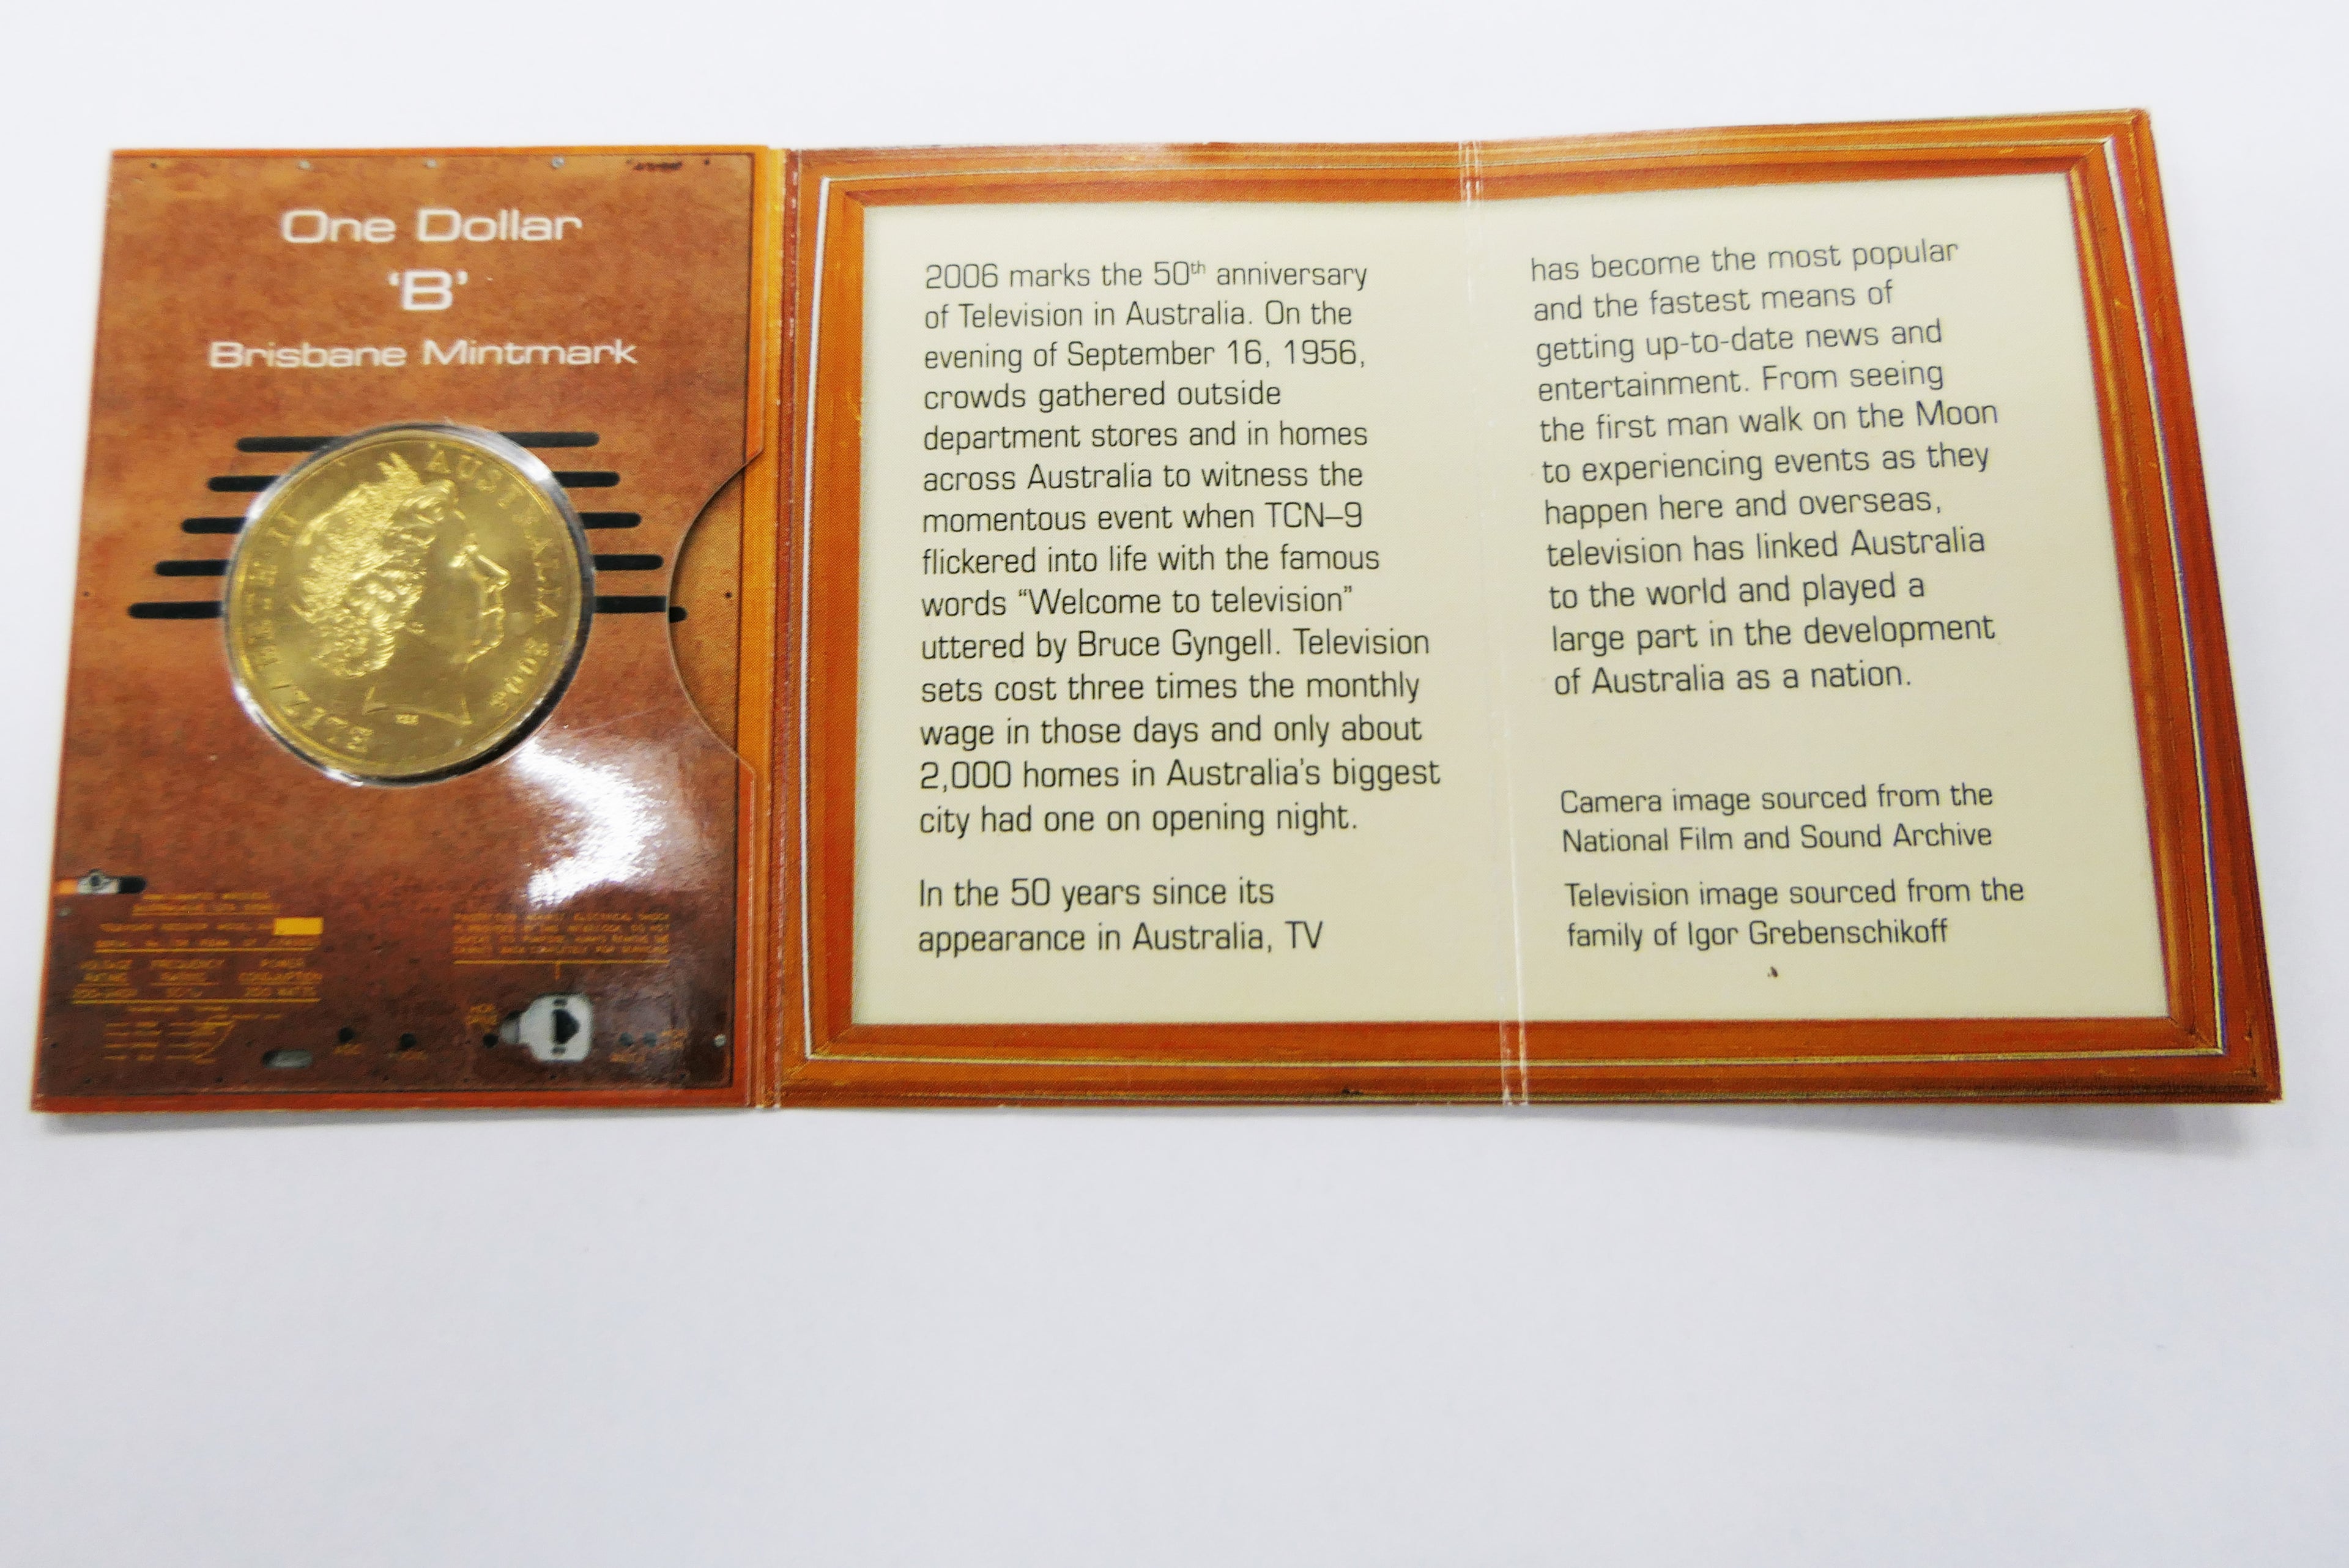 One Dollar
'B'
Brisbane Mintmark
ELIZABETH II
AUSTRALIA 2006
VOLTAGE FREQUENCY POWER
RATING RATING CONSUMPTION
2006 marks the 50th anniversary
of Television in Australia. On the
evening of September 16, 1956,
crowds gathered outside
department stores and in homes
across Australia to witness the
momentous event when TCN–9
flickered into life with the famous
words “Welcome to television”
uttered by Bruce Gyngell. Television
sets cost three times the monthly
wage in those days and only about
2,000 homes in Australia's biggest
city had one on opening night.
In the 50 years since its
appearance in Australia, TV
has become the most popular
and the fastest means of
getting up-to-date news and
entertainment. From seeing
the first man walk on the Moon
to experiencing events as they
happen here and overseas,
television has linked Australia
to the world and played a
large part in the development
of Australia as a nation.
Camera image sourced from the
National Film and Sound Archive
Television image sourced from the
family of Igor Grebenschikoff